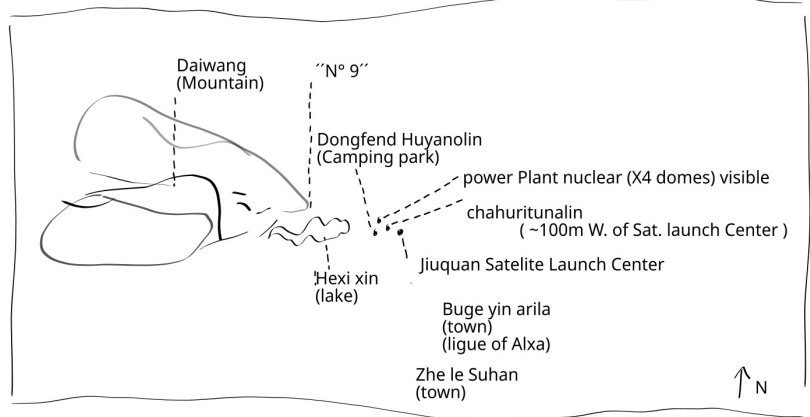 Daiwang
(Mountain)
´´N° 9´´
Dongfend Huyanolin
(Camping park)
power Plant nuclear (X4 domes) visible
chahuritunalin
( ~100m W. of Sat. launch Center )
Jiuquan Satelite Launch Center
Hexi xin
(lake)
Buge yin arila
(town)
(ligue of Alxa)
Zhe le Suhan
(town)
N